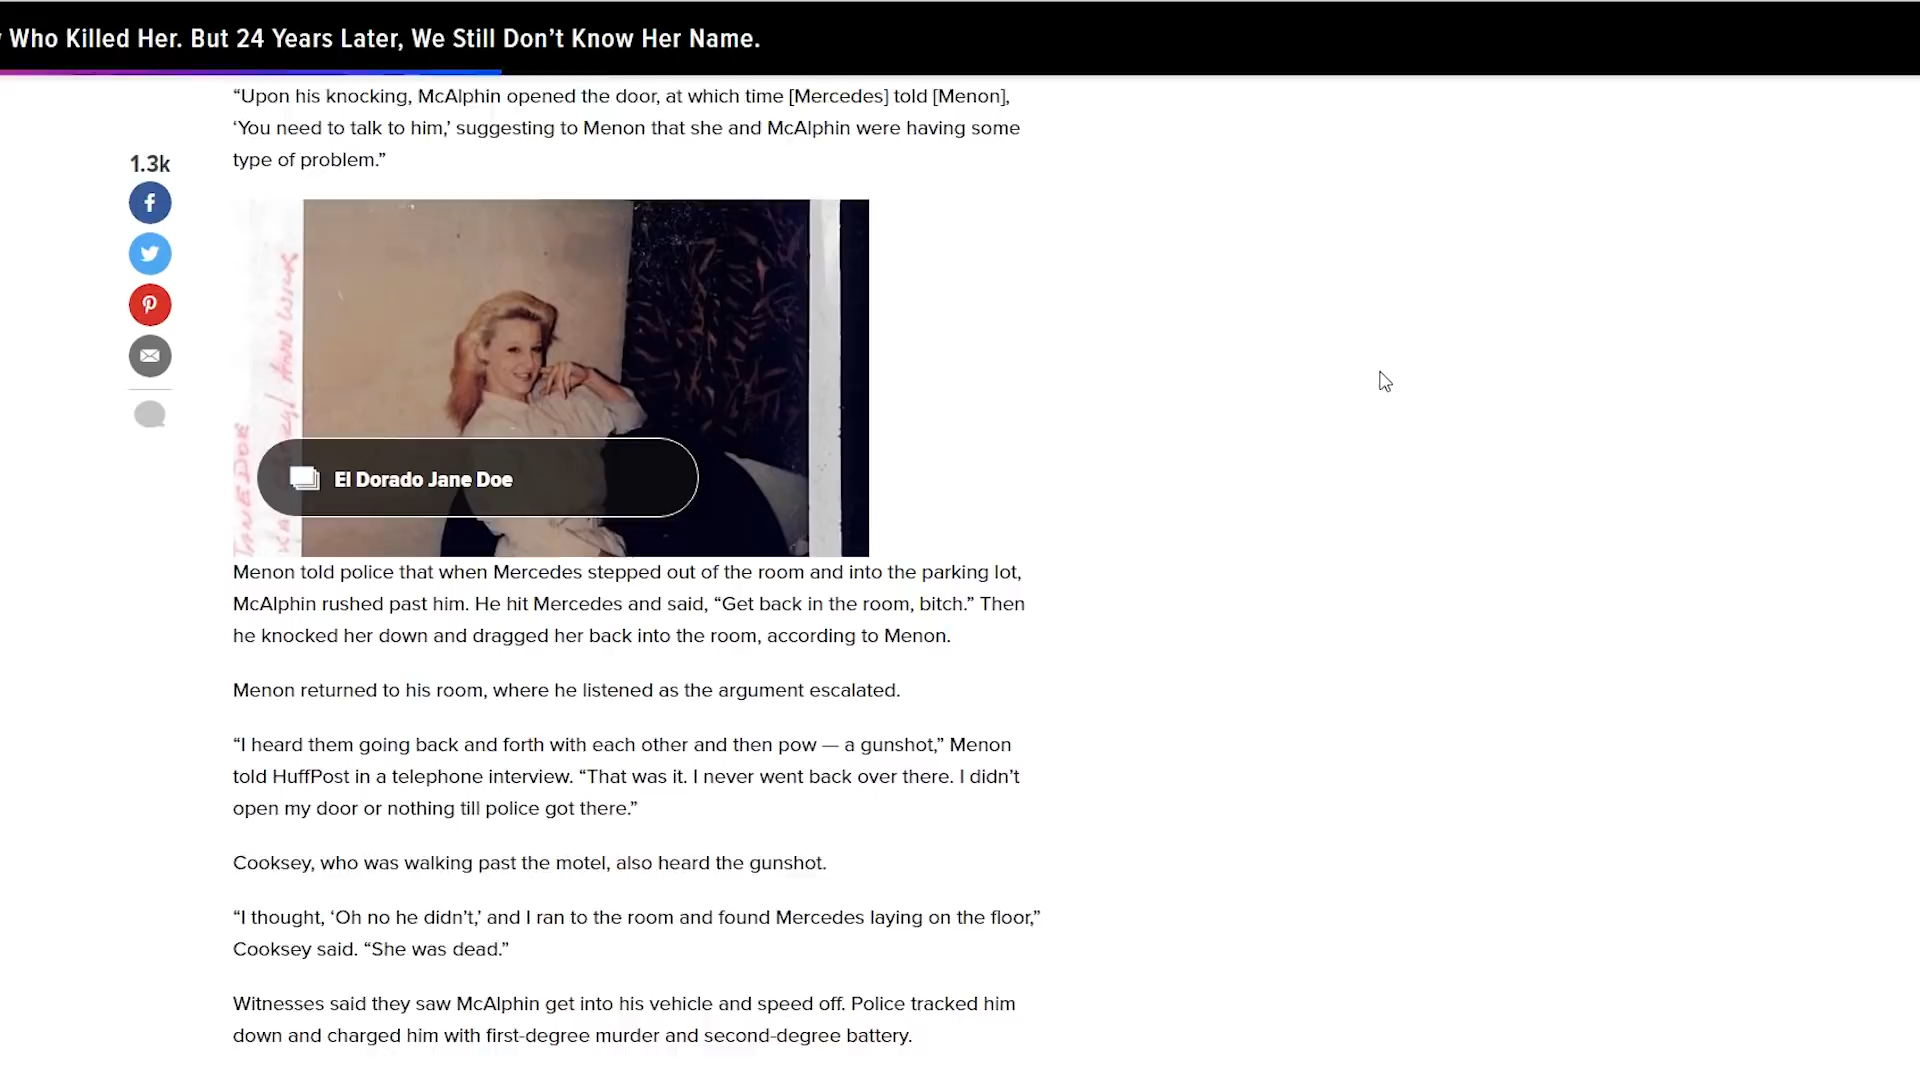 Who Killed Her. But 24 Years Later, We Still Don’t Know Her Name.
“Upon his knocking, McAlphin opened the door, at which time [Mercedes] told [Menon],
‘You need to talk to him,’ suggesting to Menon that she and McAlphin were having some
type of problem.”
1.3k
JANE DOE
Ann Wick
El Dorado Jane Doe
Menon told police that when Mercedes stepped out of the room and into the parking lot,
McAlphin rushed past him. He hit Mercedes and said, “Get back in the room, bitch.” Then
he knocked her down and dragged her back into the room, according to Menon.
Menon returned to his room, where he listened as the argument escalated.
“I heard them going back and forth with each other and then pow — a gunshot,” Menon
told HuffPost in a telephone interview. “That was it. I never went back over there. I didn’t
open my door or nothing till police got there.”
Cooksey, who was walking past the motel, also heard the gunshot.
“I thought, ‘Oh no he didn’t,’ and I ran to the room and found Mercedes laying on the floor,”
Cooksey said. “She was dead.”
Witnesses said they saw McAlphin get into his vehicle and speed off. Police tracked him
down and charged him with first-degree murder and second-degree battery.